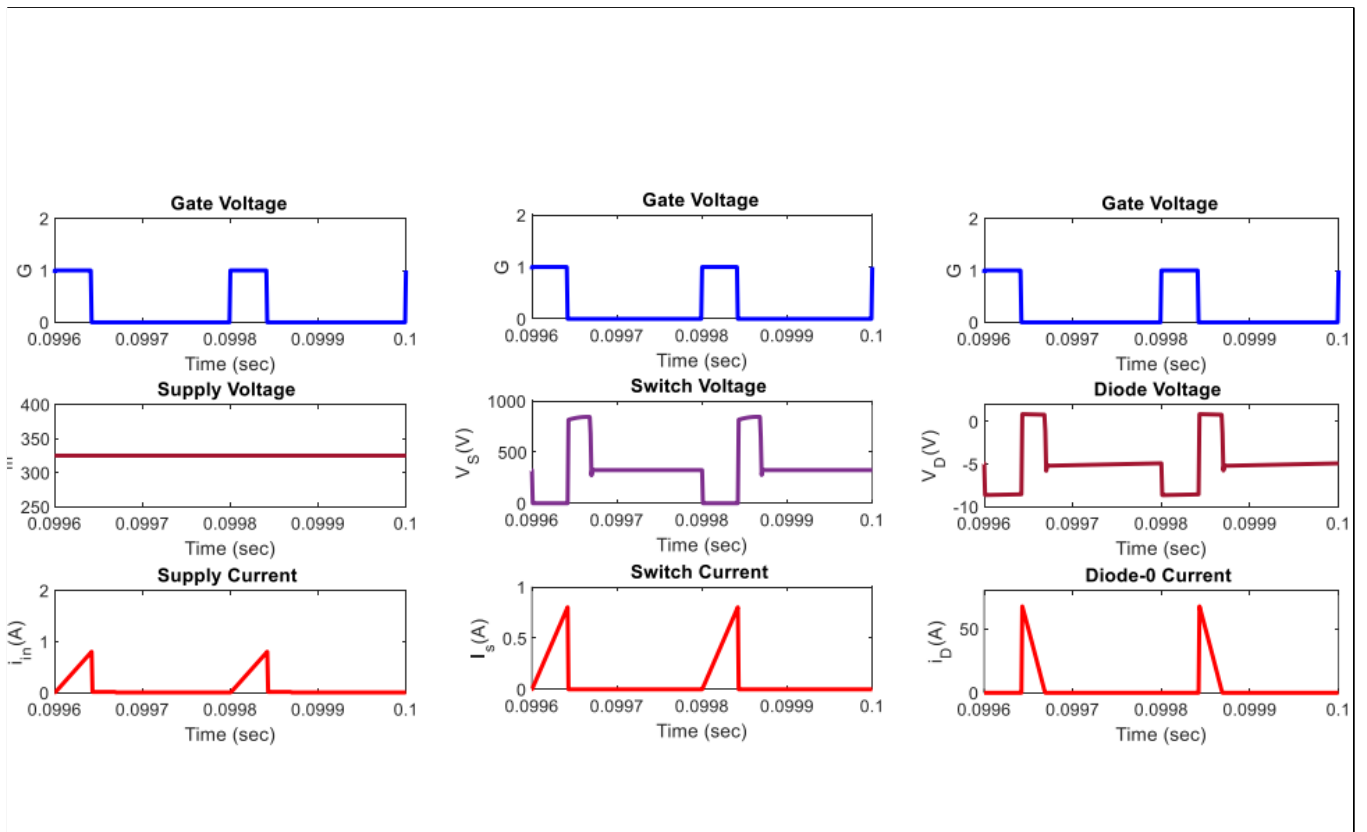 Gate Voltage
2
1
0
G
0.0996 0.0997 0.0998 0.0999 0.1
Time (sec)
Supply Voltage
400
350
300
250
0.0996 0.0997 0.0998 0.0999 0.1
Time (sec)
Supply Current
2
1
0
i_in(A)
0.0996 0.0997 0.0998 0.0999 0.1
Time (sec)
Gate Voltage
2
1
0
G
0.0996 0.0997 0.0998 0.0999 0.1
Time (sec)
Switch Voltage
1000
500
0
V_S(V)
0.0996 0.0997 0.0998 0.0999 0.1
Time (sec)
Switch Current
1
0.5
0
I_s(A)
0.0996 0.0997 0.0998 0.0999 0.1
Time (sec)
Gate Voltage
2
1
0
G
0.0996 0.0997 0.0998 0.0999 0.1
Time (sec)
Diode Voltage
0
-5
-10
V_D(V)
0.0996 0.0997 0.0998 0.0999 0.1
Time (sec)
Diode-0 Current
50
0
i_D(A)
0.0996 0.0997 0.0998 0.0999 0.1
Time (sec)